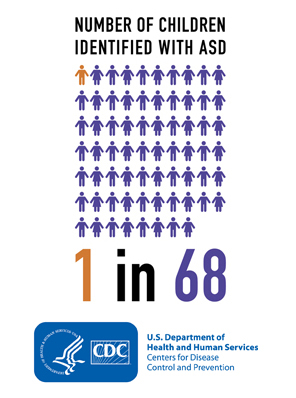 NUMBER OF CHILDREN
IDENTIFIED WITH ASD
1 in 68
CDC
U.S. Department of
Health and Human Services
Centers for Disease
Control and Prevention